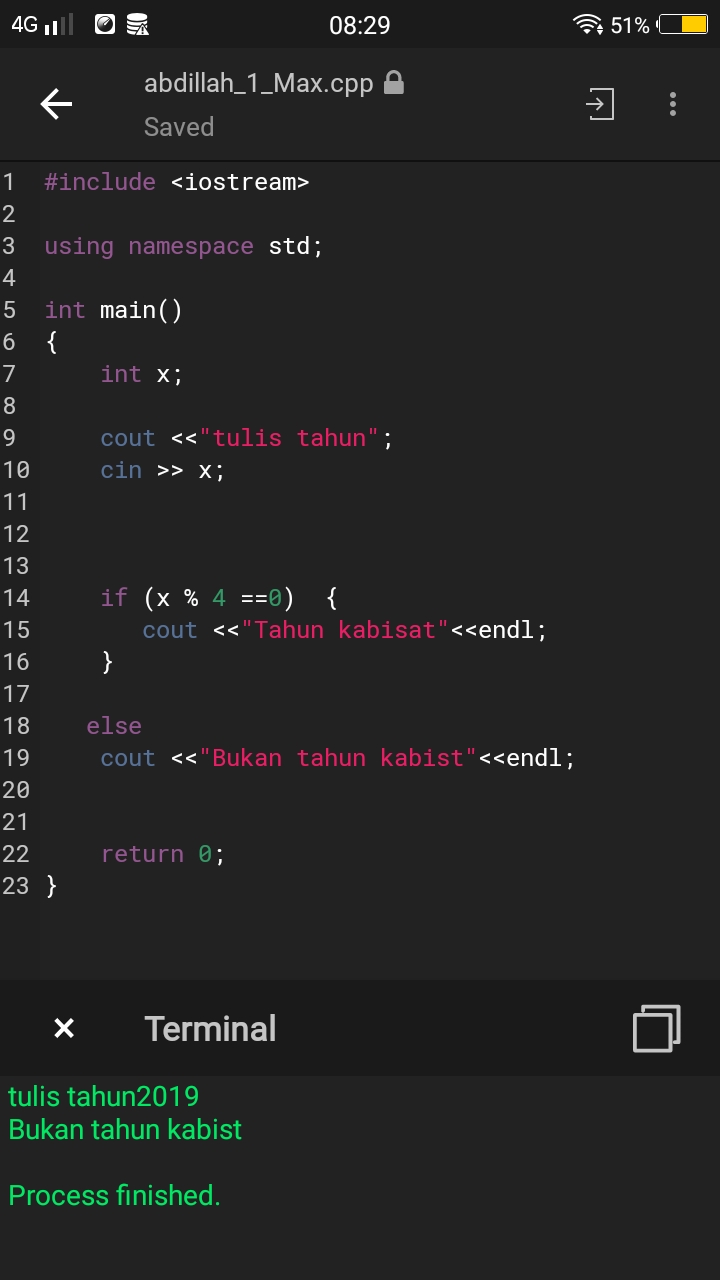 4G 08:29 51%
abdillah_1_Max.cpp
Saved
1 #include <iostream>
2
3 using namespace std;
4
5 int main()
6 {
7     int x;
8
9     cout <<"tulis tahun";
10     cin >> x;
11
12
13
14     if (x % 4 ==0)  {
15        cout <<"Tahun kabisat"<<endl;
16     }
17
18    else
19     cout <<"Bukan tahun kabist"<<endl;
20
21
22     return 0;
23 }
× Terminal
tulis tahun2019
Bukan tahun kabist
Process finished.